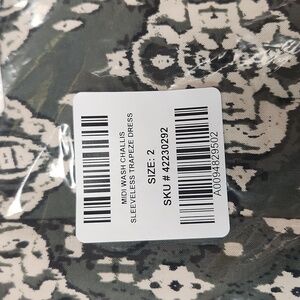 MIDI WASH CHALLIS
SLEEVELESS TRAPEZE DRESS
SIZE: 2
SKU # 42230292
A0094829502